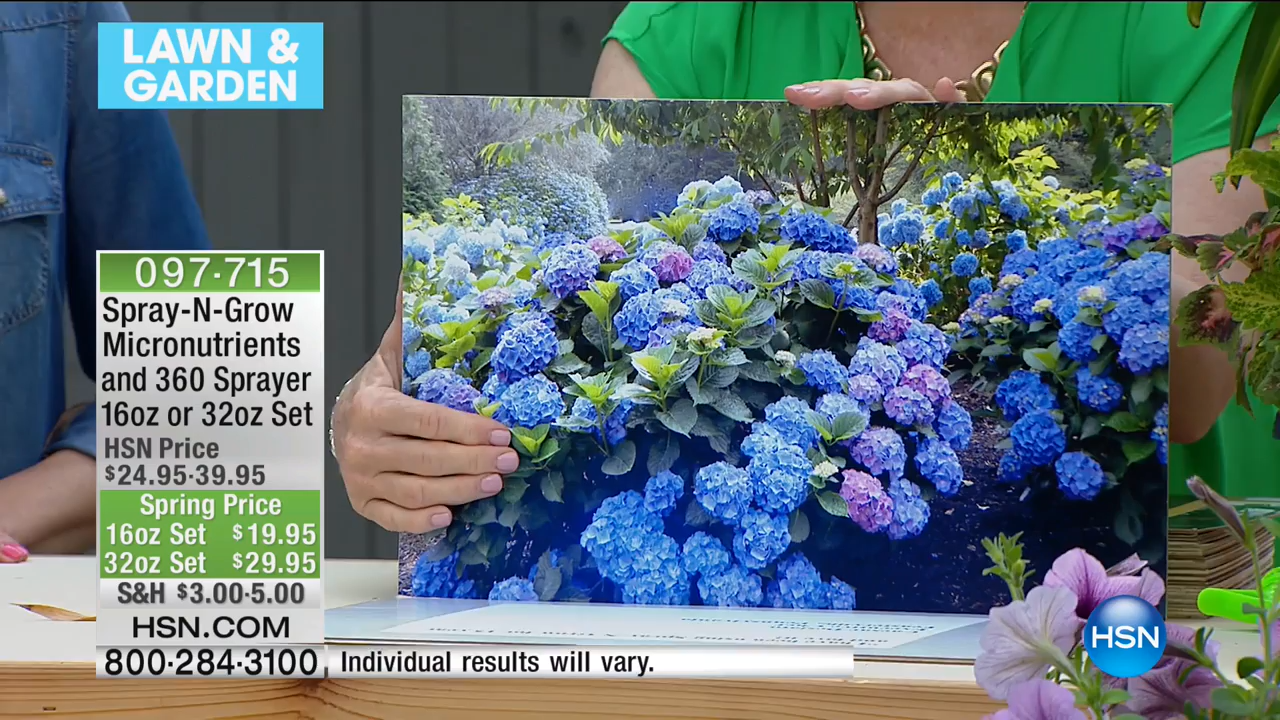 LAWN &
GARDEN
097·715
Spray-N-Grow
Micronutrients
and 360 Sprayer
16oz or 32oz Set
HSN Price
$24.95-39.95
Spring Price
16oz Set $19.95
32oz Set $29.95
S&H $3.00-5.00
HSN.COM
800·284·3100
Individual results will vary.
HSN